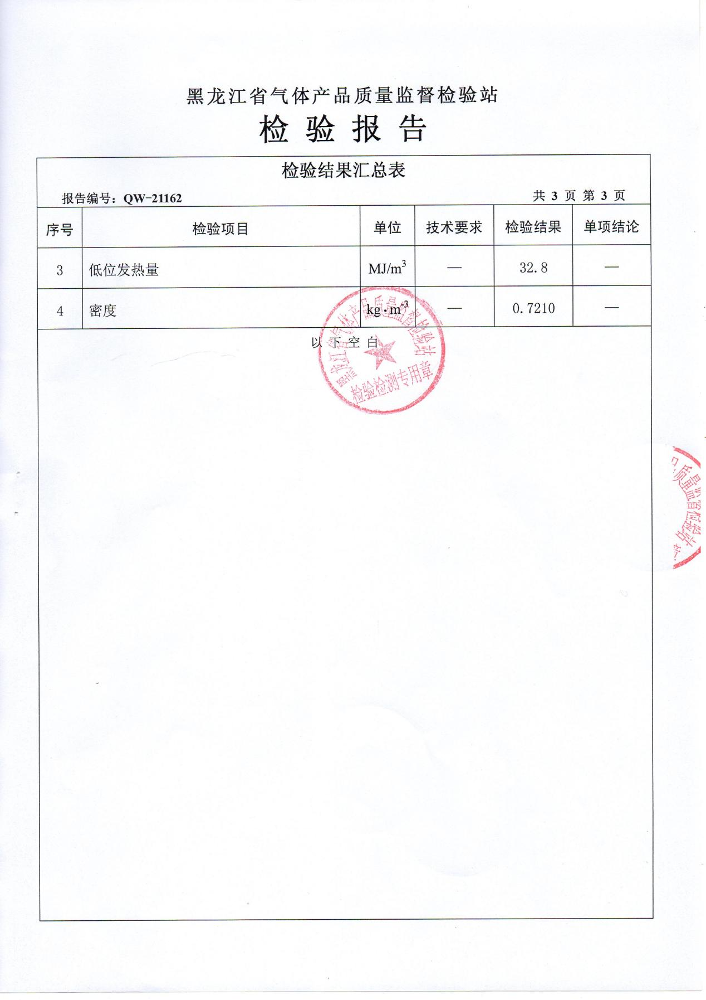 黑龙江省气体产品质量监督检验站
检验报告
检验结果汇总表
报告编号：QW-21162 共 3 页 第 3 页
序号 检验项目 单位 技术要求 检验结果 单项结论
3 低位发热量 MJ/m³ — 32.8 —
4 密度 kg·m⁻³ — 0.7210 —
以下空白
黑龙江省气体产品质量监督检验站
检验检测专用章
品质量监督检验站